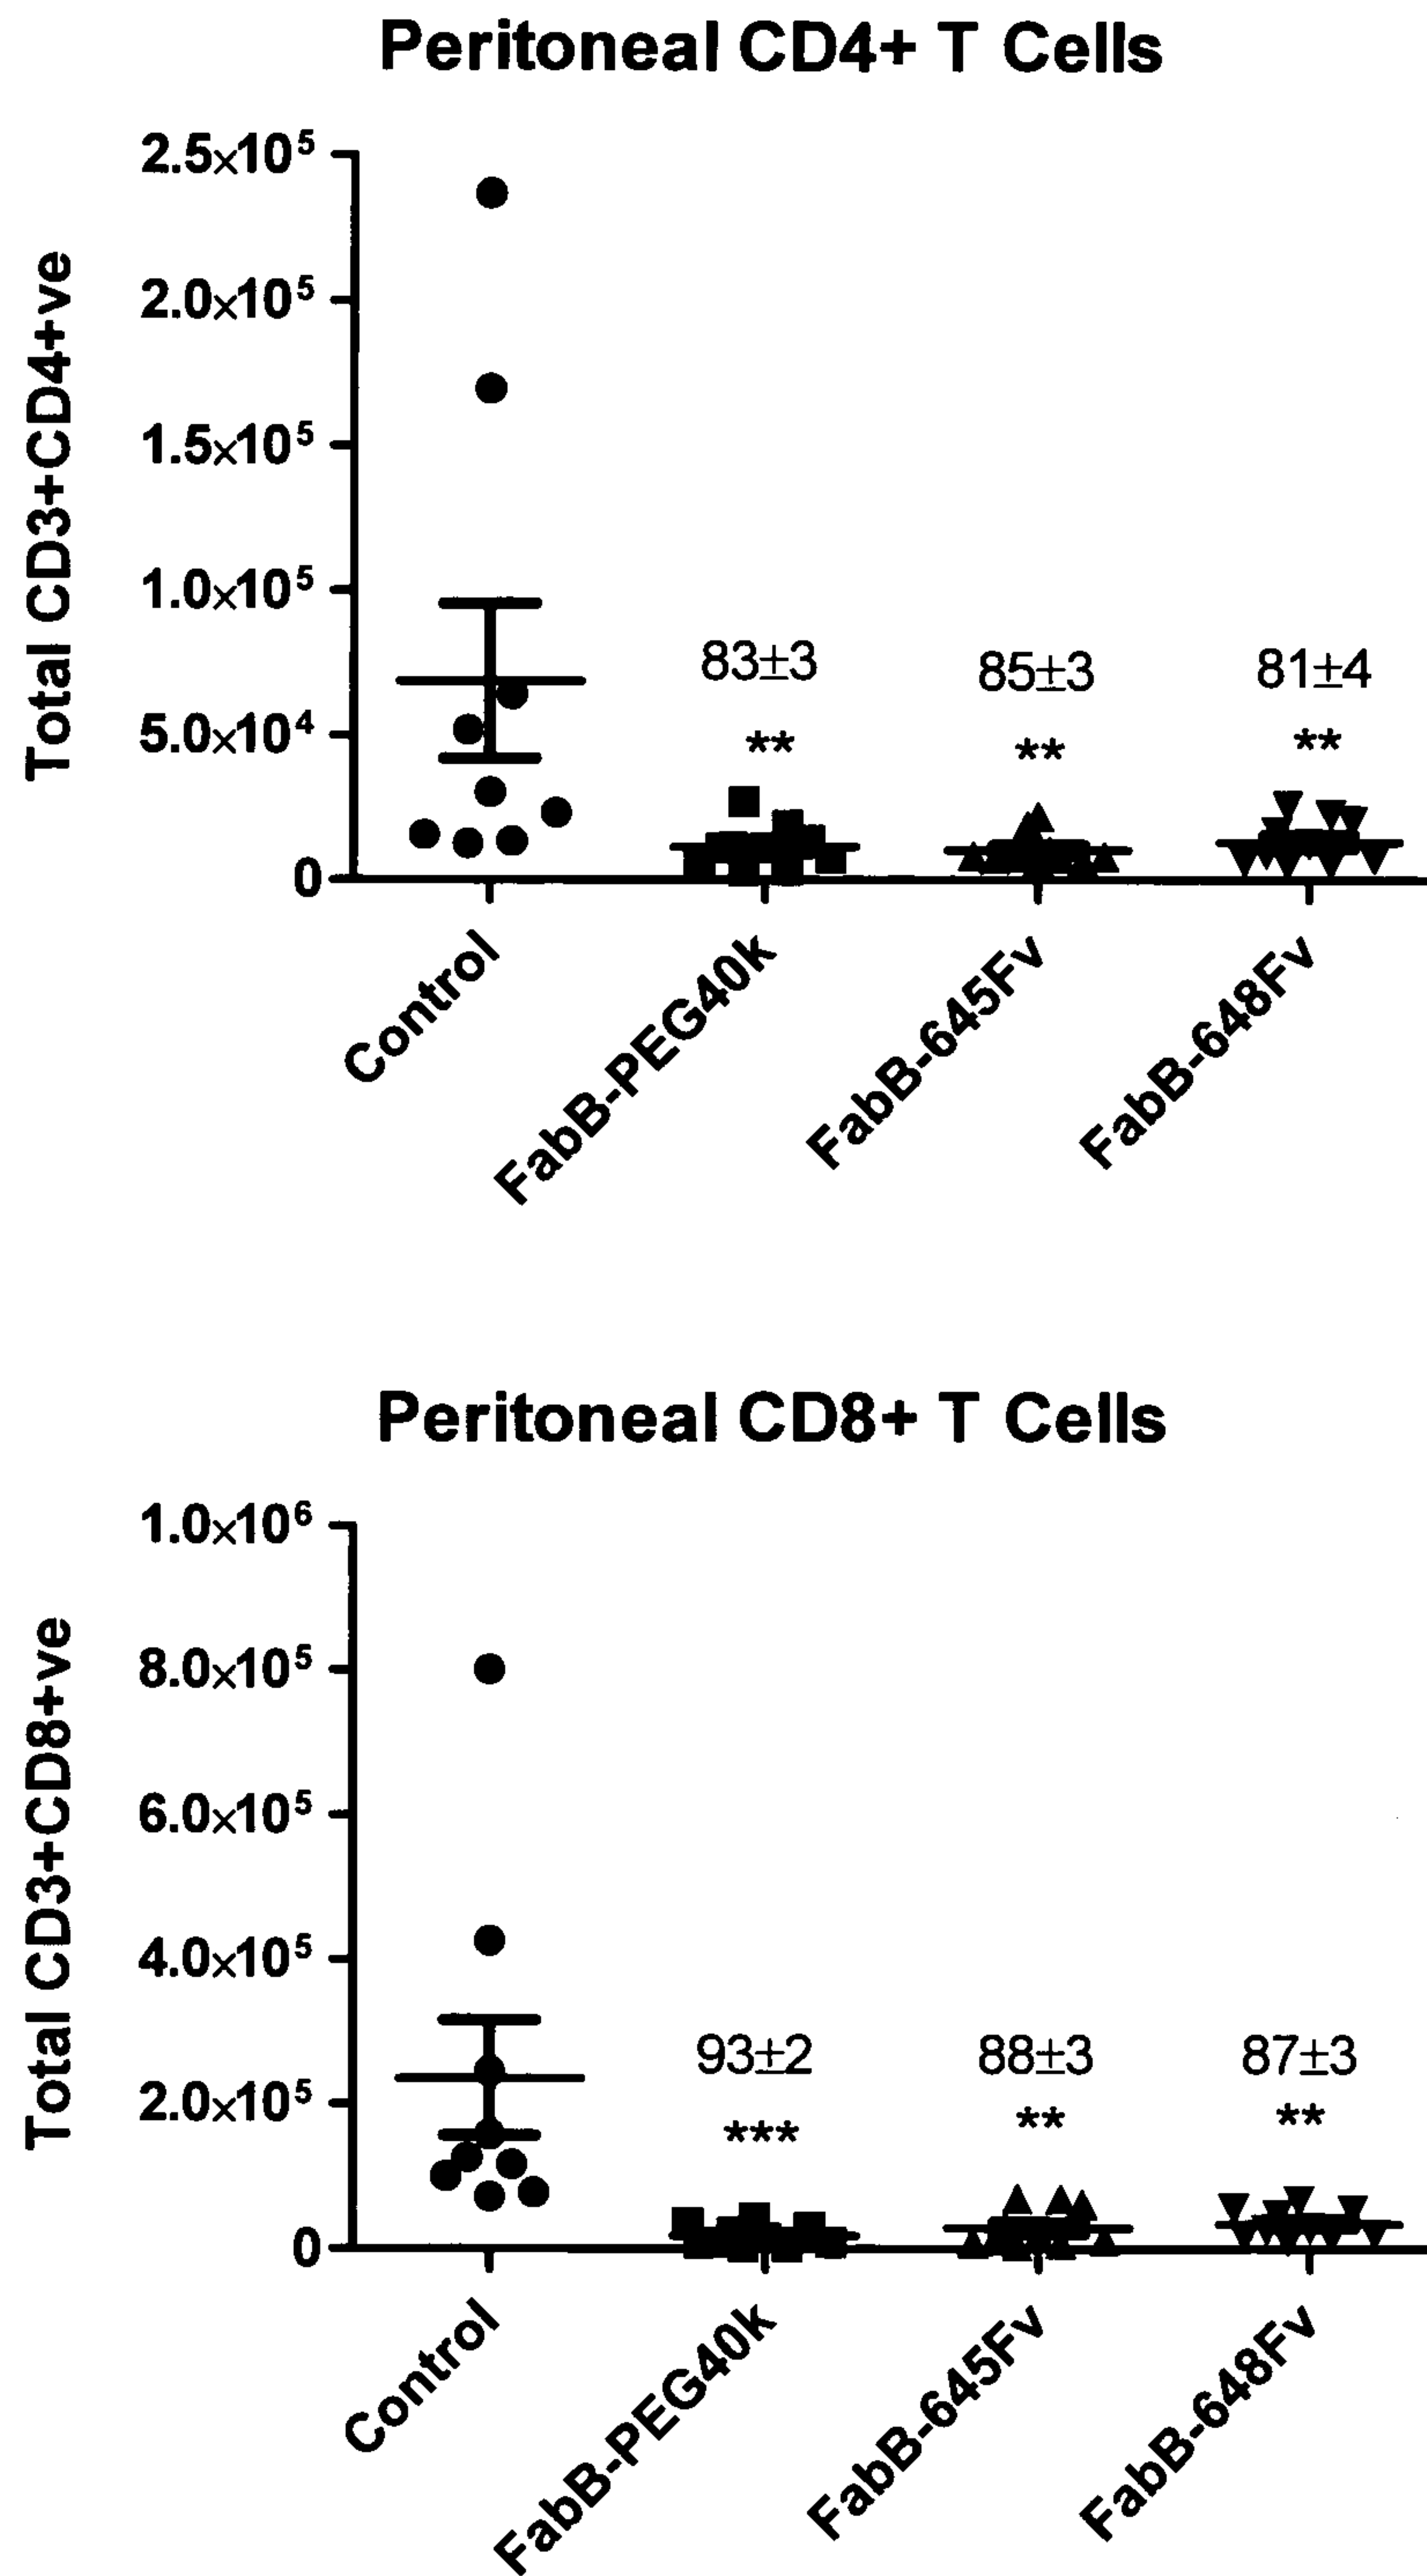 Peritoneal CD4+ T Cells
Total CD3+CD4+ve
2.5×10⁵
2.0×10⁵
1.5×10⁵
1.0×10⁵
5.0×10⁴
0
83±3
85±3
81±4
**
**
**
Control
FabB-PEG40k
FabB-645Fv
FabB-648Fv
Peritoneal CD8+ T Cells
Total CD3+CD8+ve
1.0×10⁶
8.0×10⁵
6.0×10⁵
4.0×10⁵
2.0×10⁵
0
93±2
88±3
87±3
***
**
**
Control
FabB-PEG40k
FabB-645Fv
FabB-648Fv